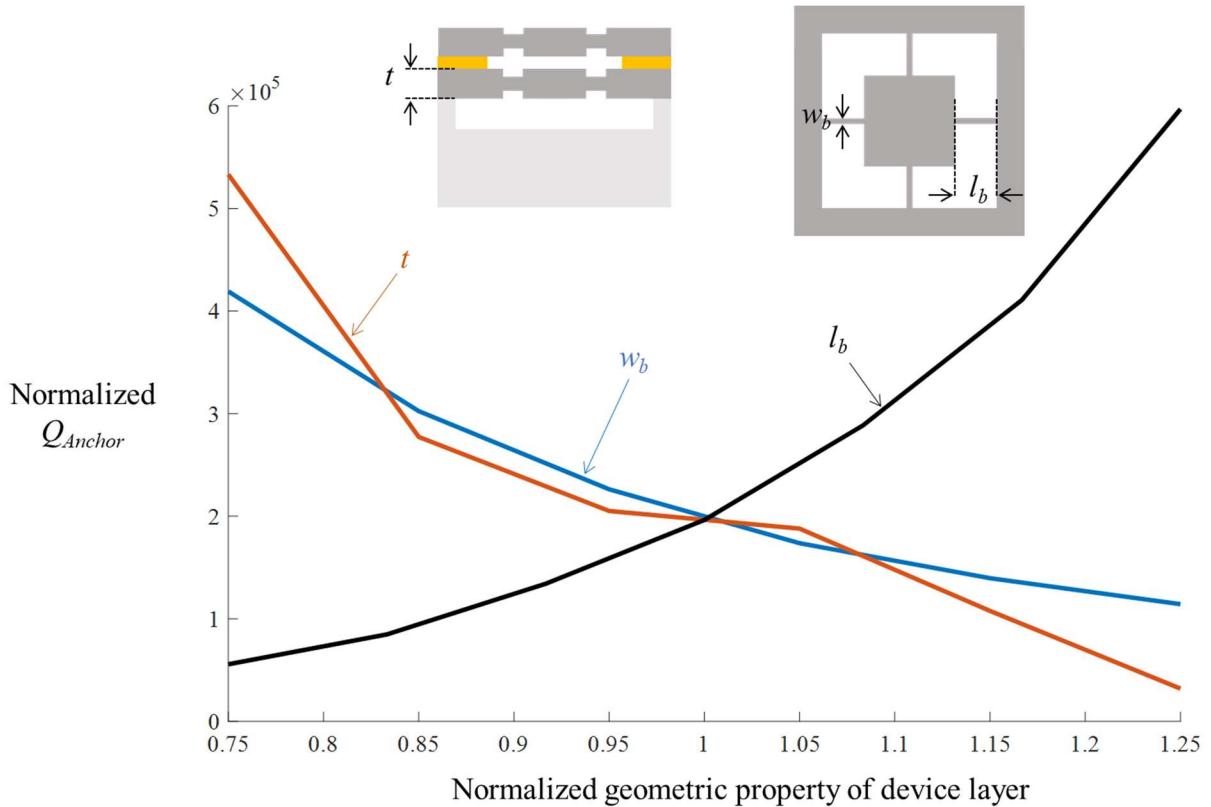 ×10⁵
6
5
4
3
2
1
0
0.75 0.8 0.85 0.9 0.95 1 1.05 1.1 1.15 1.2 1.25
Normalized
Q_Anchor
Normalized geometric property of device layer
t
w_b
l_b
t
w_b
l_b